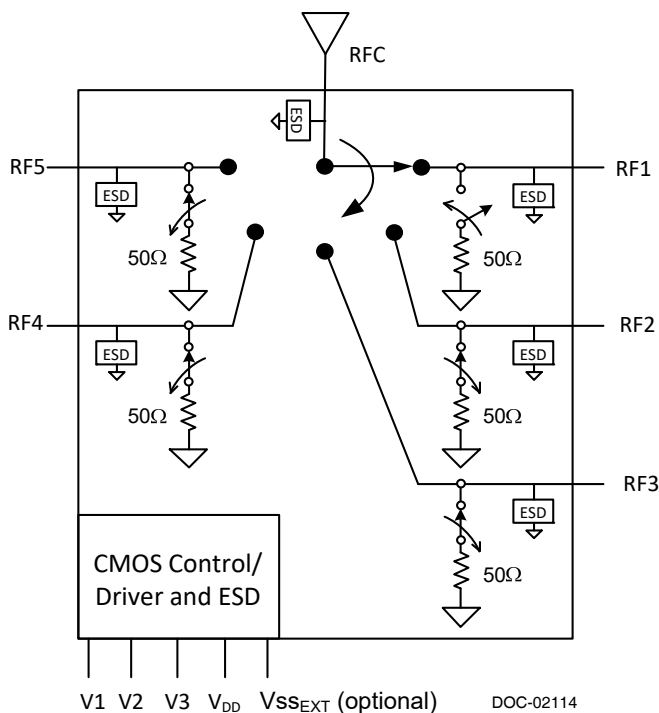 RFC
ESD
RF5
RF1
ESD
ESD
50Ω
50Ω
RF4
RF2
ESD
ESD
50Ω
50Ω
RF3
ESD
50Ω
CMOS Control/
Driver and ESD
V1 V2 V3 VDD VssEXT (optional)
DOC-02114